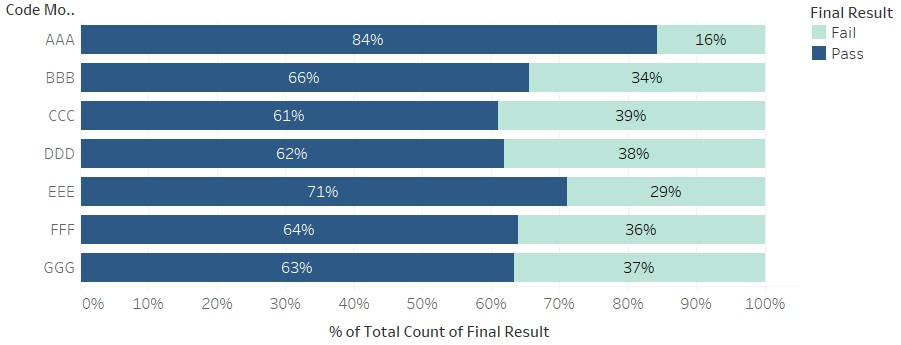 Code Mo..
Final Result
Fail
Pass
AAA 84% 16%
BBB 66% 34%
CCC 61% 39%
DDD 62% 38%
EEE 71% 29%
FFF 64% 36%
GGG 63% 37%
0% 10% 20% 30% 40% 50% 60% 70% 80% 90% 100%
% of Total Count of Final Result